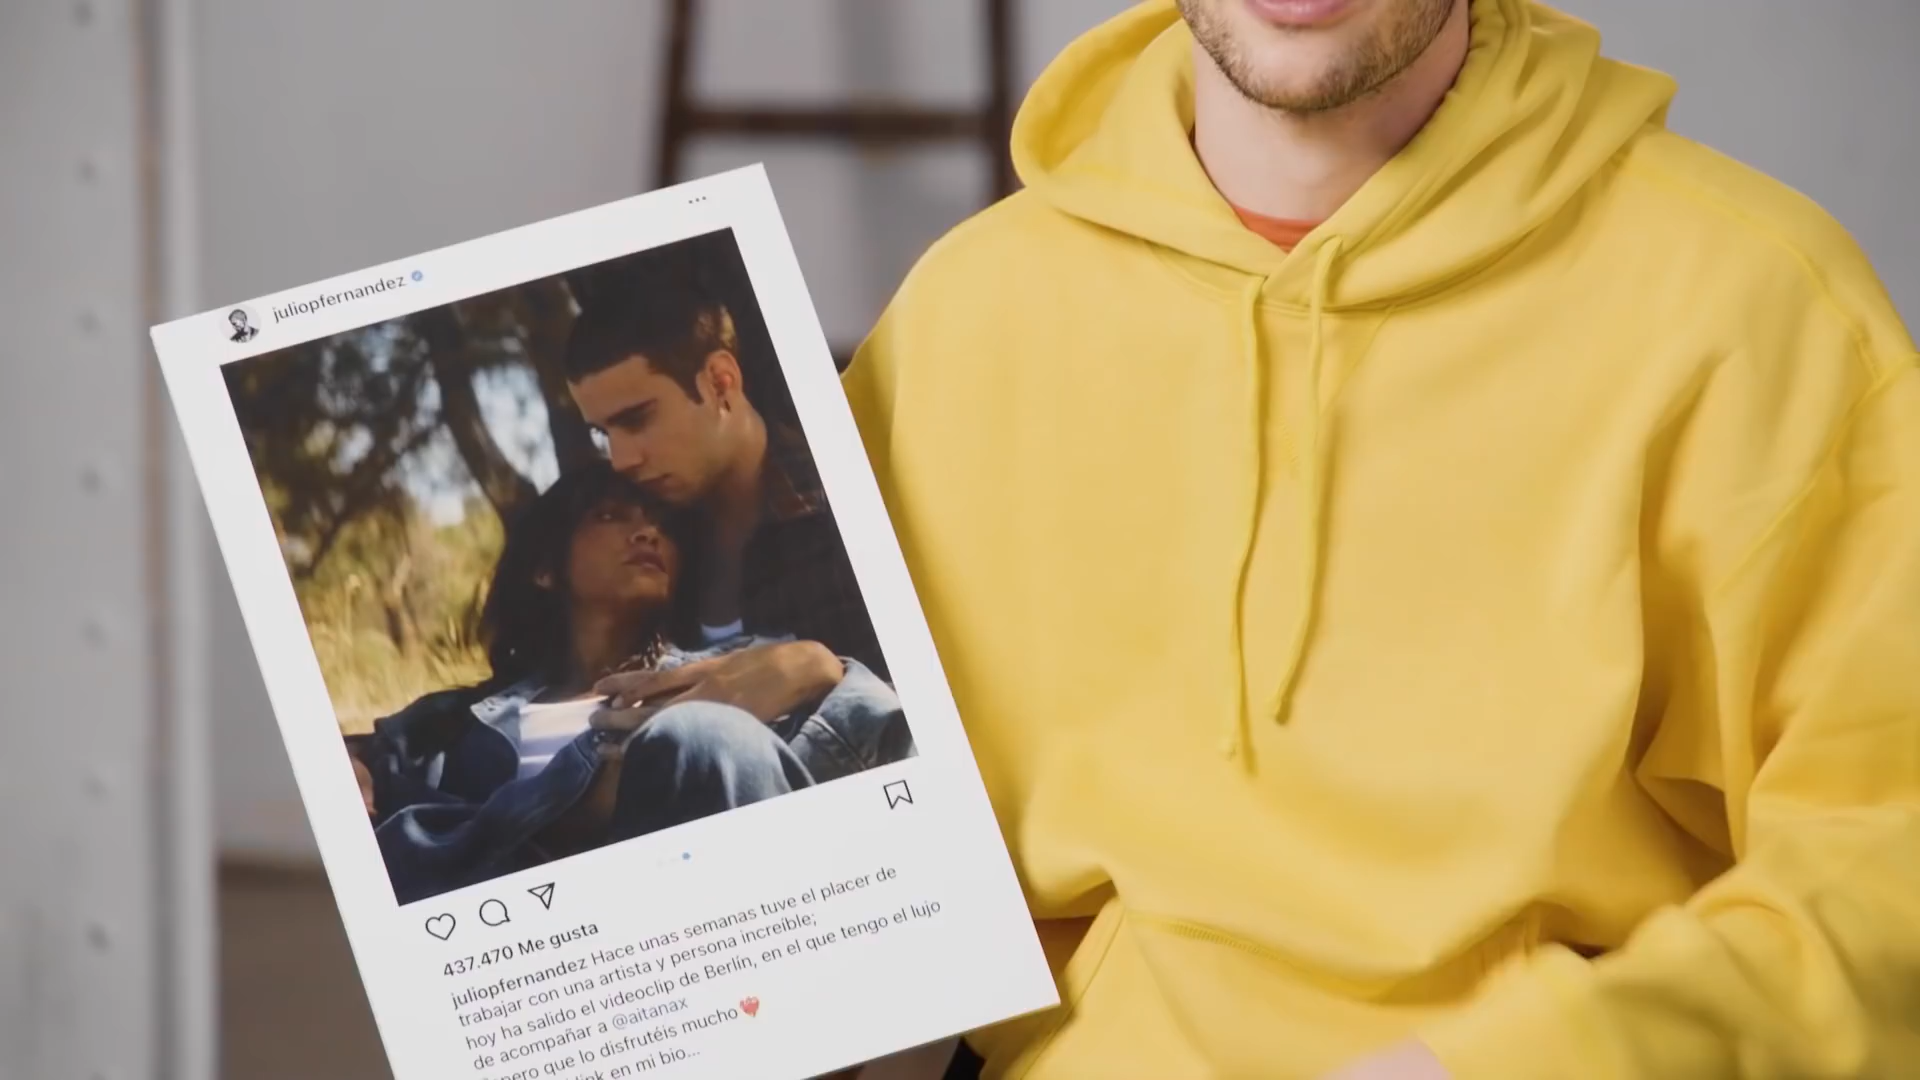 juliopfernandez
437.470 Me gusta
juliopfernandez Hace unas semanas tuve el placer de
trabajar con una artista y persona increíble;
hoy ha salido el videoclip de Berlín, en el que tengo el lujo
de acompañar a @aitanax
que lo disfrutéis mucho
en mi bio...